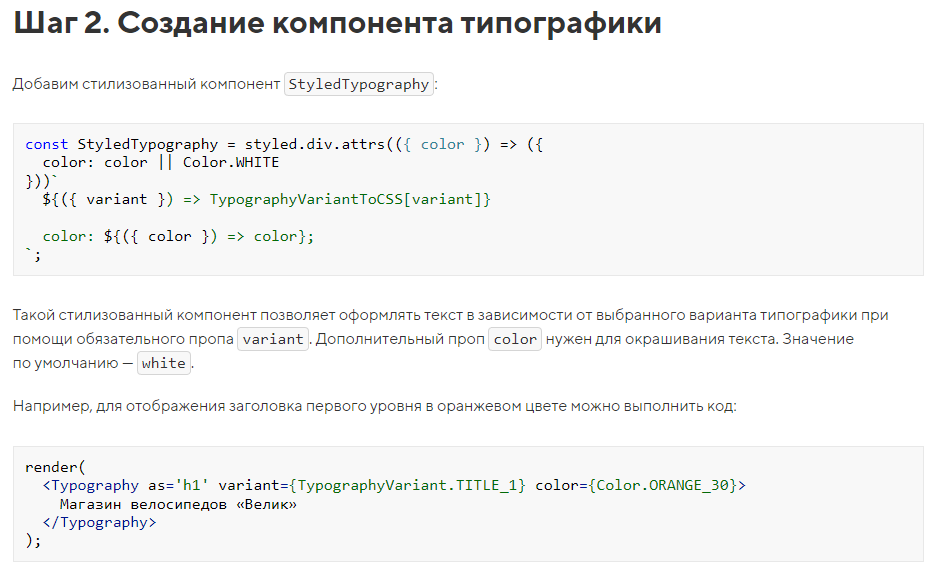 Шаг 2. Создание компонента типографики
Добавим стилизованный компонент StyledTypography:
const StyledTypography = styled.div.attrs(({ color }) => ({
  color: color || Color.WHITE
}))`
  ${({ variant }) => TypographyVariantToCSS[variant]}
  color: ${({ color }) => color};
`;
Такой стилизованный компонент позволяет оформлять текст в зависимости от выбранного варианта типографики при
помощи обязательного пропа variant. Дополнительный проп color нужен для окрашивания текста. Значение
по умолчанию — white.
Например, для отображения заголовка первого уровня в оранжевом цвете можно выполнить код:
render(
  <Typography as='h1' variant={TypographyVariant.TITLE_1} color={Color.ORANGE_30}>
    Магазин велосипедов «Велик»
  </Typography>
);